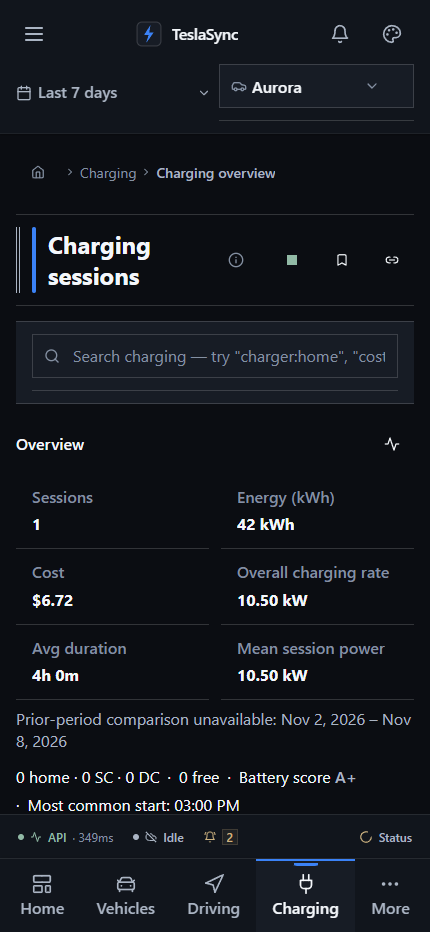 TeslaSync
Last 7 days
Aurora
Charging
Charging overview
Charging
sessions
Search charging — try "charger:home", "cost
Overview
Sessions
1
Energy (kWh)
42 kWh
Cost
$6.72
Overall charging rate
10.50 kW
Avg duration
4h 0m
Mean session power
10.50 kW
Prior-period comparison unavailable: Nov 2, 2026 – Nov
8, 2026
0 home · 0 SC · 0 DC · 0 free · Battery score A+
· Most common start: 03:00 PM
API · 349ms
Idle
2
Status
Home
Vehicles
Driving
Charging
More